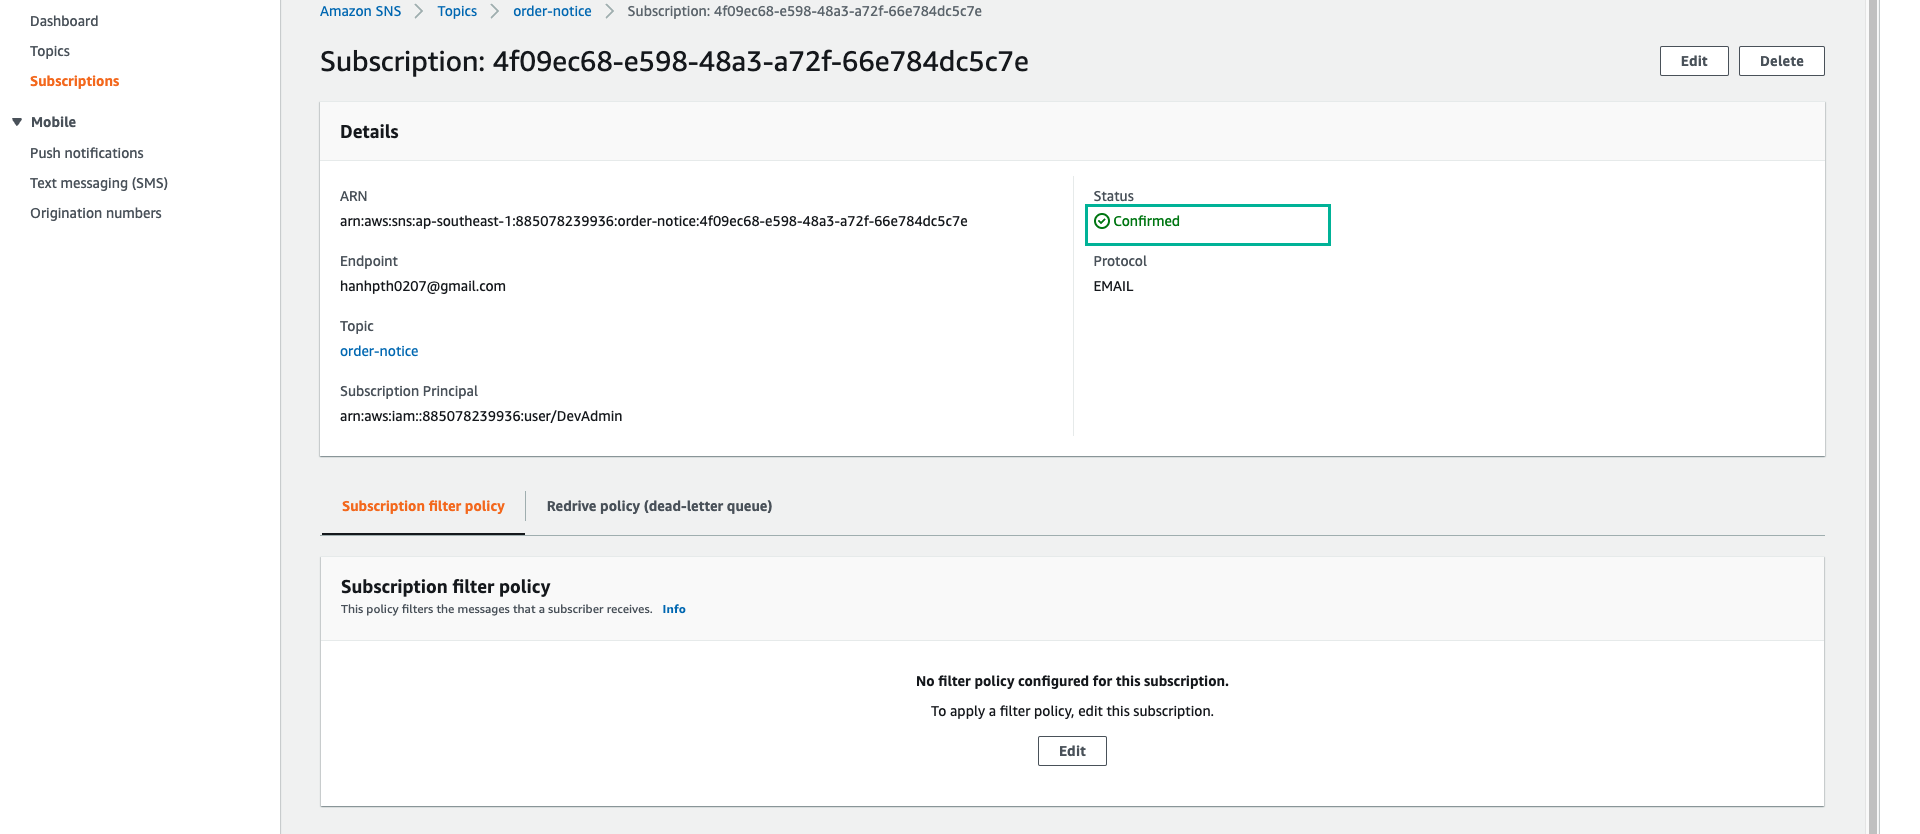 Dashboard
Topics
Subscriptions
Mobile
Push notifications
Text messaging (SMS)
Origination numbers
Amazon SNS > Topics > order-notice > Subscription: 4f09ec68-e598-48a3-a72f-66e784dc5c7e
Subscription: 4f09ec68-e598-48a3-a72f-66e784dc5c7e
Edit
Delete
Details
ARN
arn:aws:sns:ap-southeast-1:885078239936:order-notice:4f09ec68-e598-48a3-a72f-66e784dc5c7e
Endpoint
hanhpth0207@gmail.com
Topic
order-notice
Subscription Principal
arn:aws:iam::885078239936:user/DevAdmin
Status
Confirmed
Protocol
EMAIL
Subscription filter policy
Redrive policy (dead-letter queue)
Subscription filter policy
This policy filters the messages that a subscriber receives. Info
No filter policy configured for this subscription.
To apply a filter policy, edit this subscription.
Edit